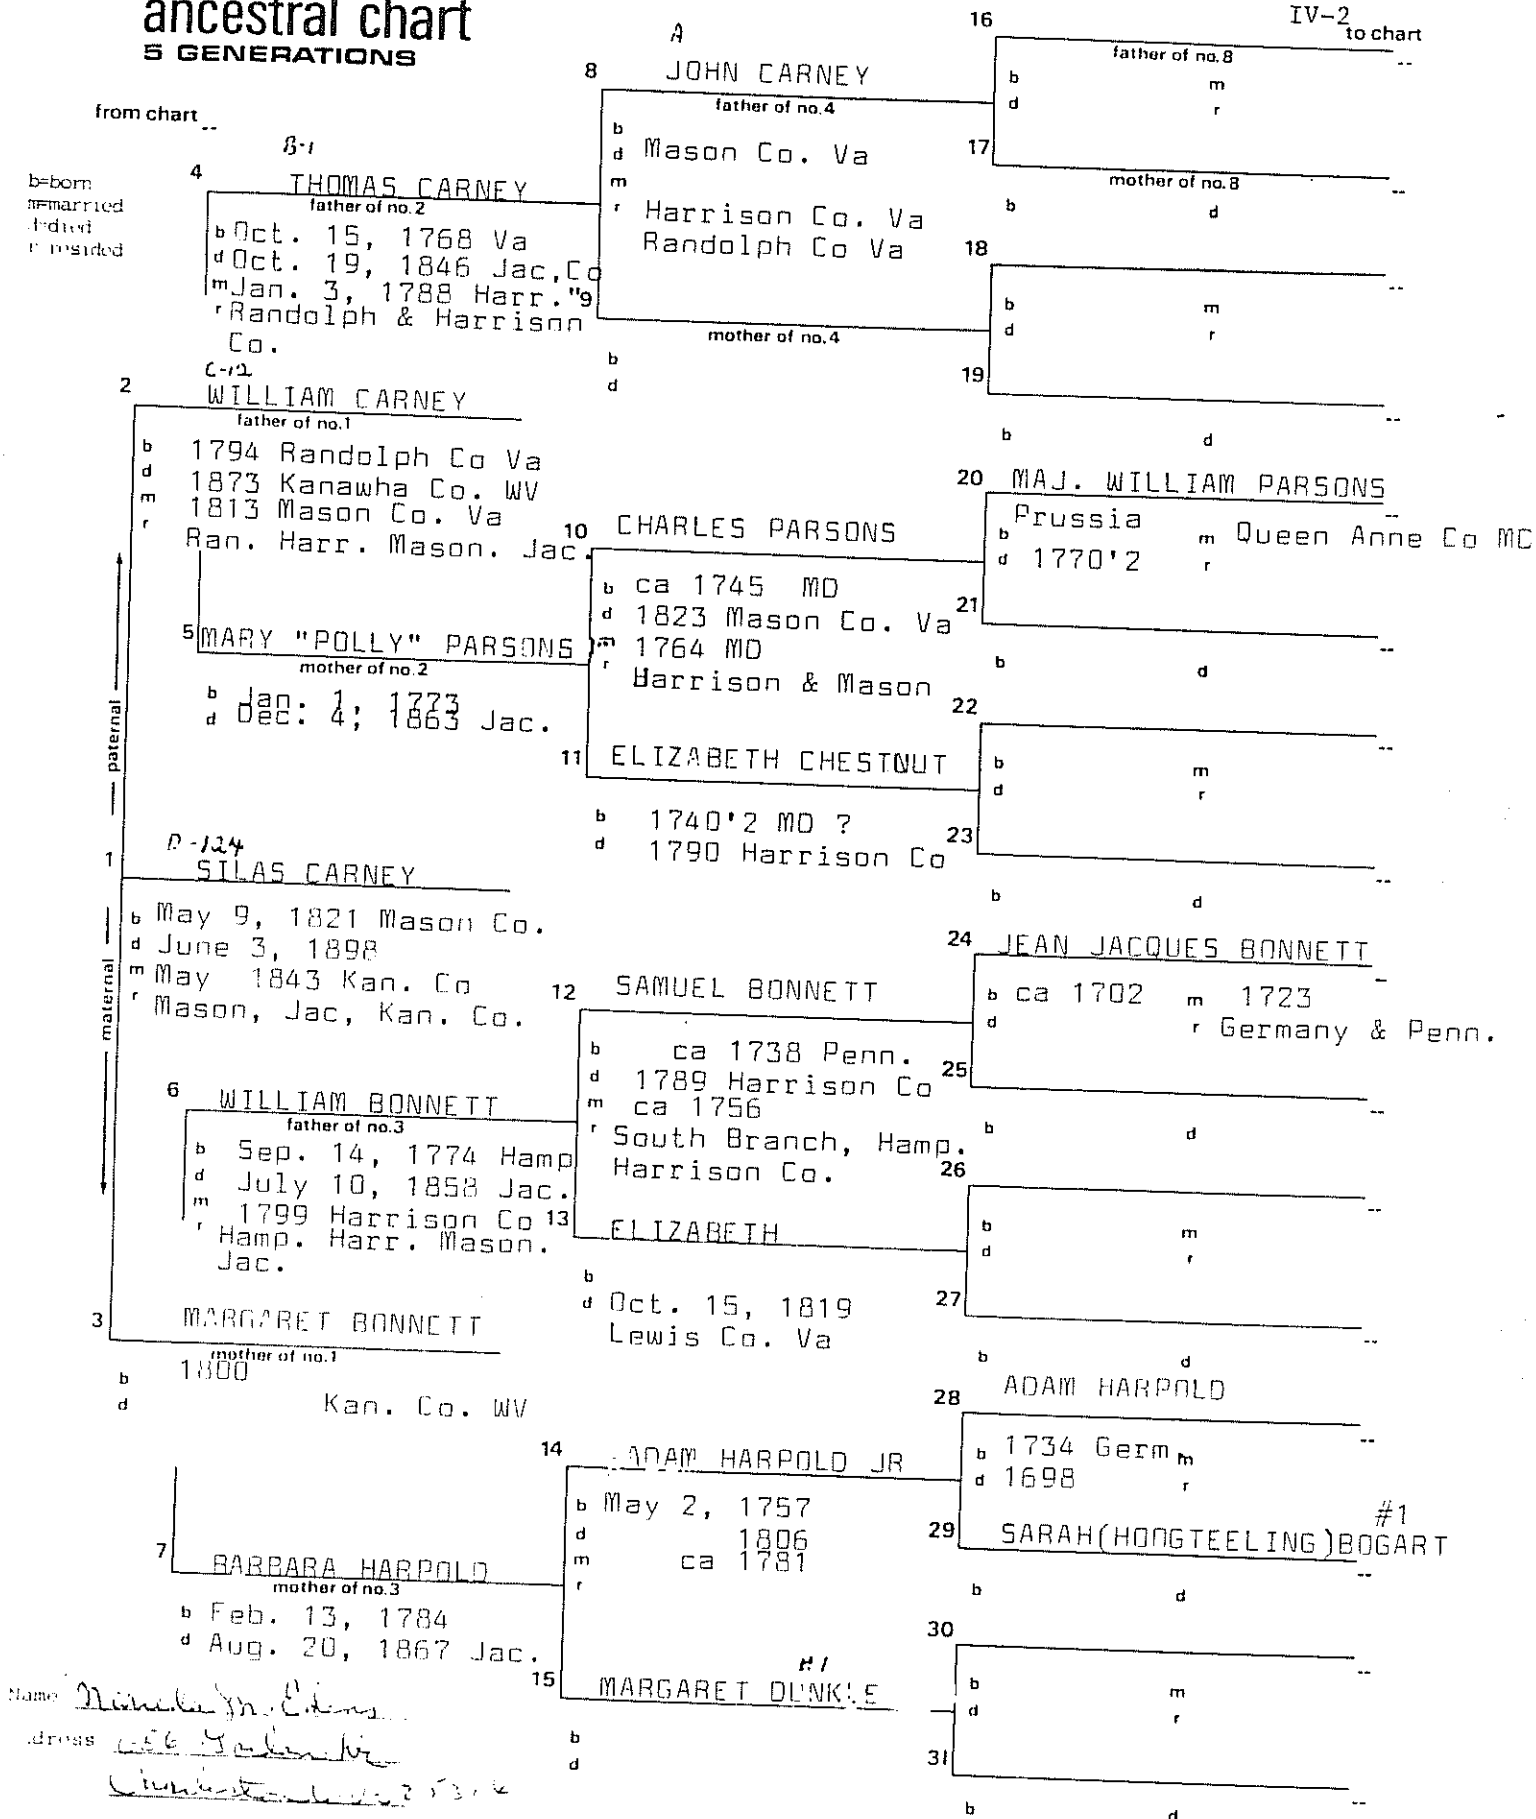 ancestral chart
5 GENERATIONS
IV-2
to chart --
from chart --
b=born
m=married
d=died
r resided
1
D-124
SILAS CARNEY
b May 9, 1821 Mason Co.
d June 3, 1898
m May 1843 Kan. Co
r Mason, Jac, Kan. Co.
paternal
maternal
2
C-12
WILLIAM CARNEY
father of no.1
b 1794 Randolph Co Va
d 1873 Kanawha Co. WV
m 1813 Mason Co. Va
r Ran. Harr. Mason. Jac.
3
MARGARET BONNETT
mother of no.1
b 1800
d Kan. Co. WV
4
B-1
THOMAS CARNEY
father of no.2
b Oct. 15, 1768 Va
d Oct. 19, 1846 Jac,Co
m Jan. 3, 1788 Harr."
r Randolph & Harrison
Co.
5
MARY "POLLY" PARSONS
mother of no.2
b Jan. 1, 1773
d Dec. 4, 1863 Jac.
6
WILLIAM BONNETT
father of no.3
b Sep. 14, 1774 Hamp
d July 10, 1858 Jac.
m 1799 Harrison Co
r Hamp. Harr. Mason.
Jac.
7
BARBARA HARPOLD
mother of no.3
b Feb. 13, 1784
d Aug. 20, 1867 Jac.
8
A
JOHN CARNEY
father of no.4
b
d Mason Co. Va
m
r Harrison Co. Va
Randolph Co Va
9
mother of no.4
b
d
10
CHARLES PARSONS
b ca 1745 MD
d 1823 Mason Co. Va
m 1764 MD
r Harrison & Mason
11
ELIZABETH CHESTNUT
b 1740'2 MD ?
d 1790 Harrison Co
12
SAMUEL BONNETT
b ca 1738 Penn.
d 1789 Harrison Co
m ca 1756
r South Branch, Hamp.
Harrison Co.
13
ELIZABETH
b
d Oct. 15, 1819
Lewis Co. Va
14
ADAM HARPOLD JR
b May 2, 1757
d 1806
m ca 1781
r
15
H1
MARGARET DUNKLE
b
d
16
father of no.8 --
b m
d r
17
mother of no.8 --
b d
18
--
b m
d r
19
--
b d
20
MAJ. WILLIAM PARSONS
--
b Prussia m Queen Anne Co MD
d 1770'2 r
21
--
b d
22
--
b m
d r
23
--
b d
24
JEAN JACQUES BONNETT
--
b ca 1702 m 1723
d r Germany & Penn.
25
--
b d
26
--
b m
d r
27
--
b d
28
ADAM HARPOLD
--
b 1734 Germ m
d 1698 r
#1
29
SARAH(HOOGTEELING)BOGART
--
b d
30
--
b m
d r
31
--
b d
Name
dress